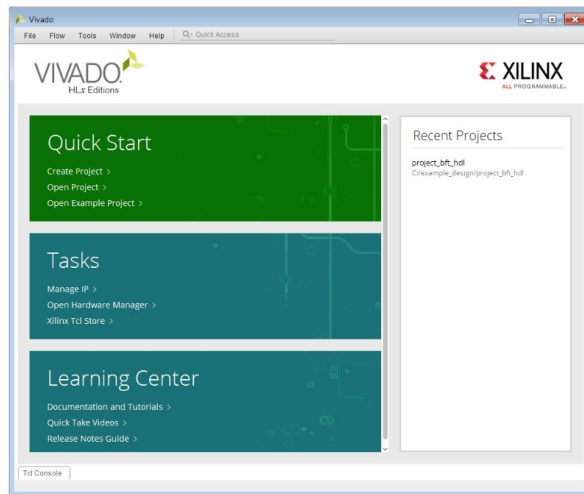 Vivado
File Flow Tools Window Help Quick Access
VIVADO.
HLx Editions
XILINX
ALL PROGRAMMABLE.
Quick Start
Create Project >
Open Project >
Open Example Project >
Tasks
Manage IP >
Open Hardware Manager >
Xilinx Tcl Store >
Learning Center
Documentation and Tutorials >
Quick Take Videos >
Release Notes Guide >
Recent Projects
project_bft_hdl
C:/example_design/project_bft_hdl
Tcl Console